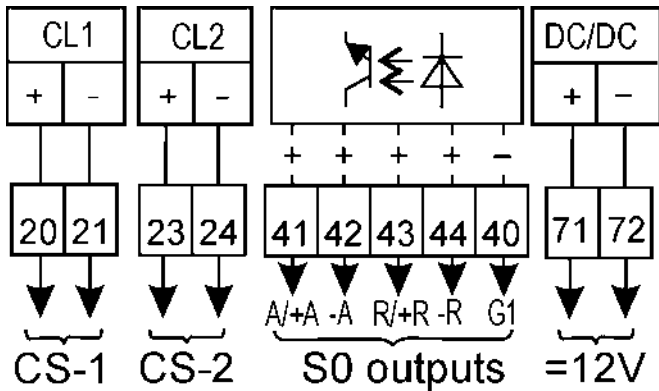 CL1 CL2 DC/DC
+ - + - + -
+ + + + -
20 21 23 24 41 42 43 44 40 71 72
A/+A -A R/+R -R G1
CS-1 CS-2 S0 outputs =12V